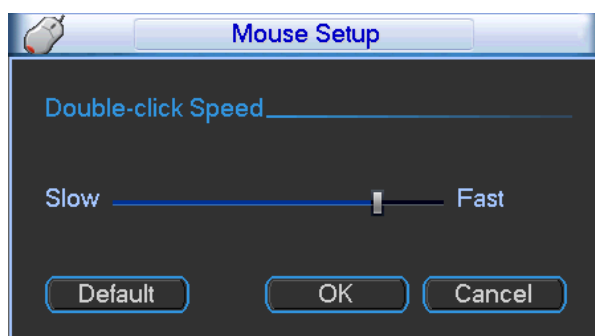 Mouse Setup
Double-click Speed
Slow Fast
Default OK Cancel